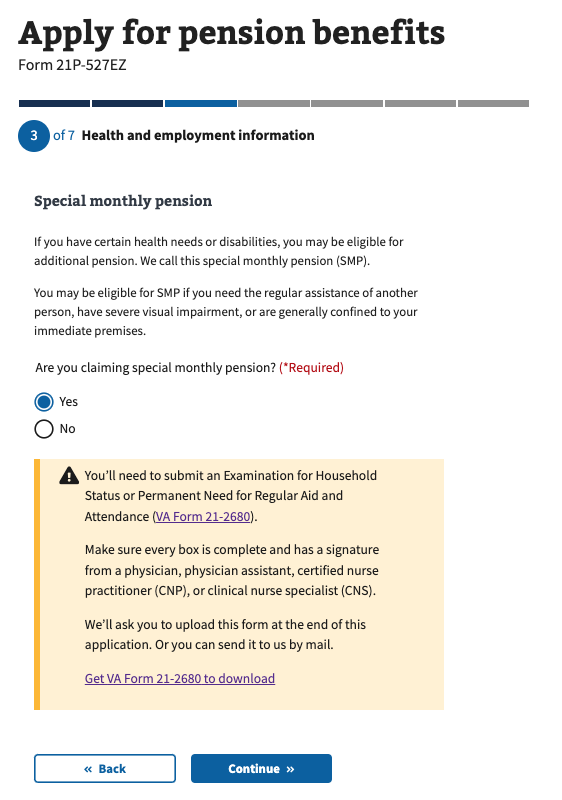 Apply for pension benefits
Form 21P-527EZ
3 of 7 Health and employment information
Special monthly pension
If you have certain health needs or disabilities, you may be eligible for
additional pension. We call this special monthly pension (SMP).
You may be eligible for SMP if you need the regular assistance of another
person, have severe visual impairment, or are generally confined to your
immediate premises.
Are you claiming special monthly pension? (*Required)
Yes
No
You’ll need to submit an Examination for Household
Status or Permanent Need for Regular Aid and
Attendance (VA Form 21-2680).
Make sure every box is complete and has a signature
from a physician, physician assistant, certified nurse
practitioner (CNP), or clinical nurse specialist (CNS).
We’ll ask you to upload this form at the end of this
application. Or you can send it to us by mail.
Get VA Form 21-2680 to download
« Back
Continue »